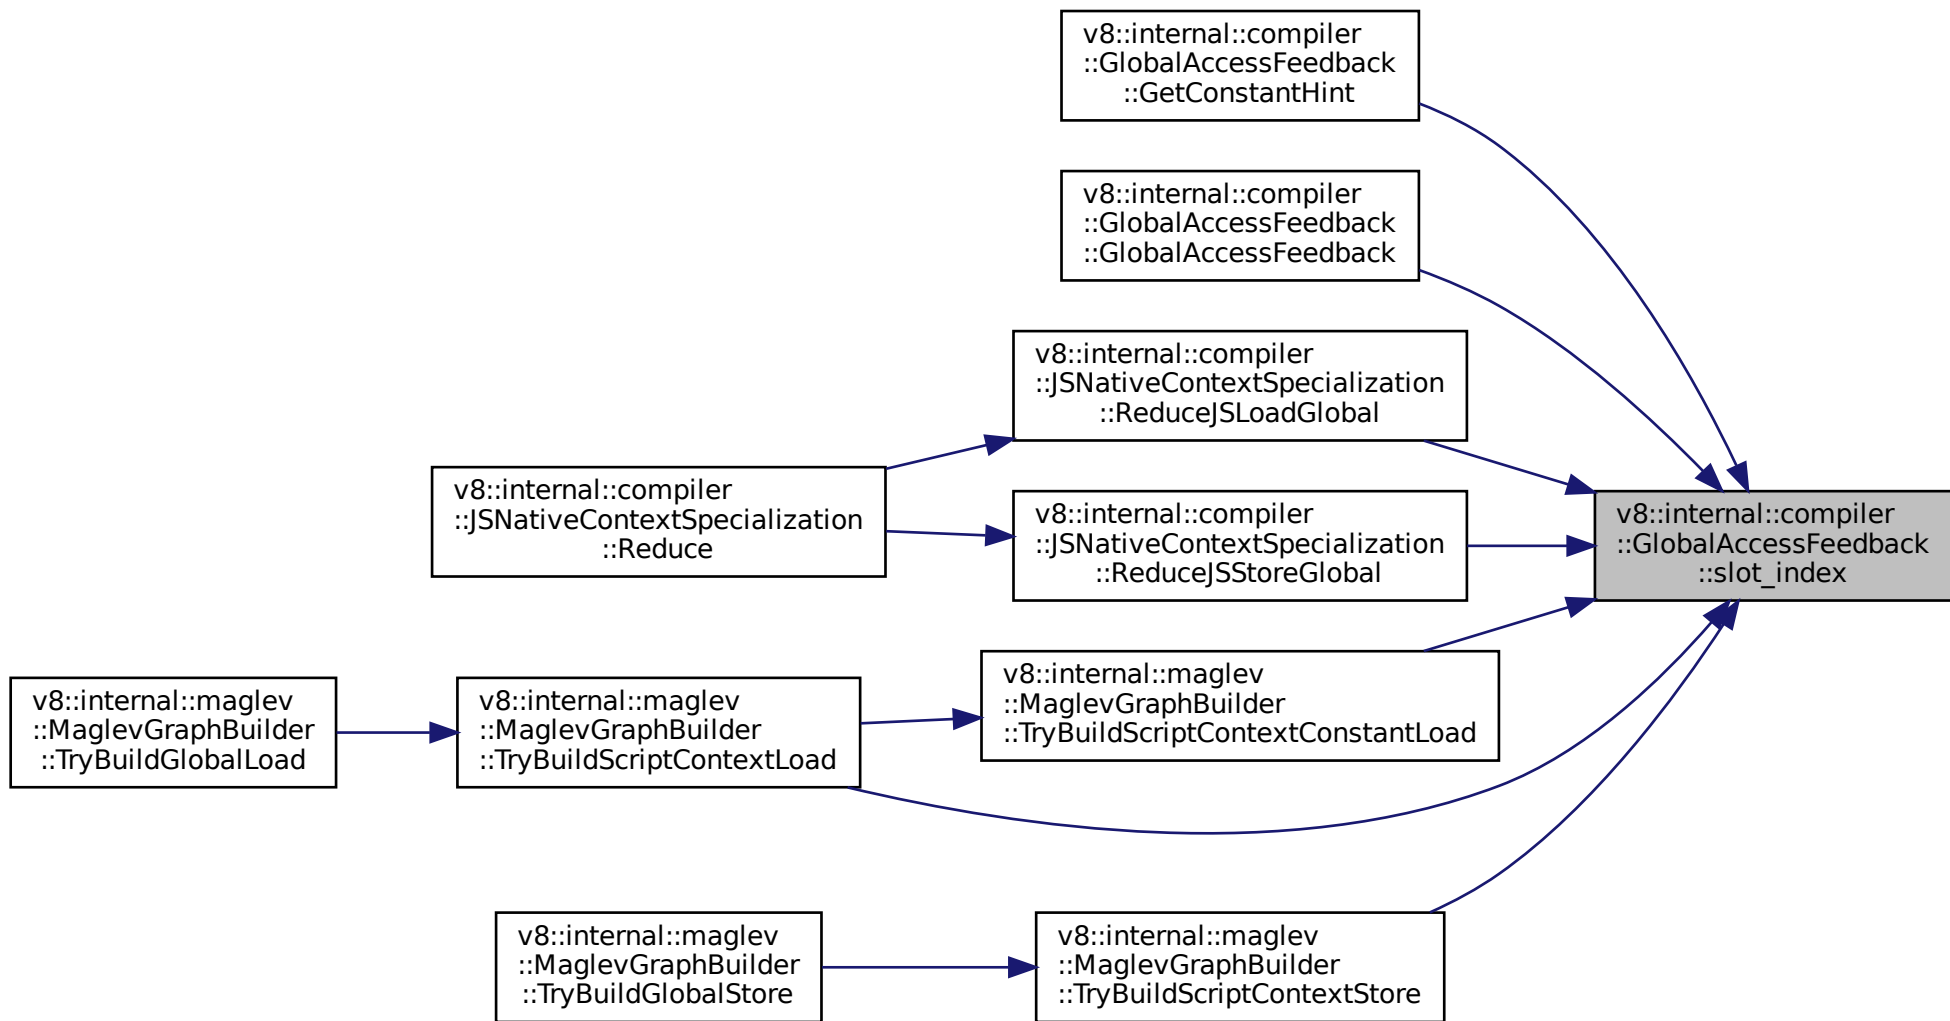 v8::internal::compiler
::GlobalAccessFeedback
::GetConstantHint
v8::internal::compiler
::GlobalAccessFeedback
::GlobalAccessFeedback
v8::internal::compiler
::JSNativeContextSpecialization
::ReduceJSLoadGlobal
v8::internal::compiler
::JSNativeContextSpecialization
::Reduce
v8::internal::compiler
::JSNativeContextSpecialization
::ReduceJSStoreGlobal
v8::internal::compiler
::GlobalAccessFeedback
::slot_index
v8::internal::maglev
::MaglevGraphBuilder
::TryBuildGlobalLoad
v8::internal::maglev
::MaglevGraphBuilder
::TryBuildScriptContextLoad
v8::internal::maglev
::MaglevGraphBuilder
::TryBuildScriptContextConstantLoad
v8::internal::maglev
::MaglevGraphBuilder
::TryBuildGlobalStore
v8::internal::maglev
::MaglevGraphBuilder
::TryBuildScriptContextStore